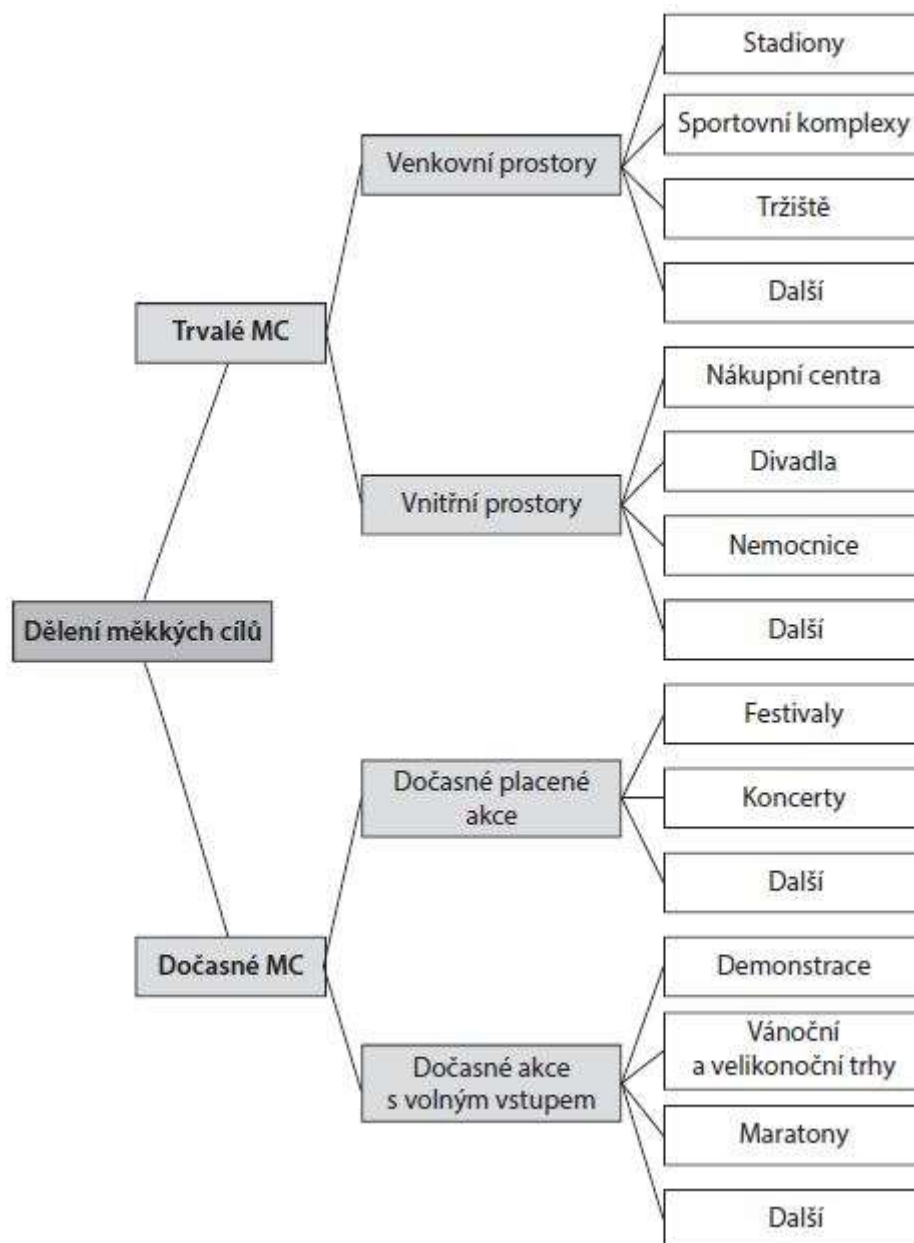 Stadiony
Sportovní komplexy
Venkovní prostory
Tržiště
Další
Trvalé MC
Nákupní centra
Divadla
Vnitřní prostory
Nemocnice
Další
Dělení měkkých cílů
Festivaly
Dočasné placené
akce
Koncerty
Další
Dočasné MC
Demonstrace
Vánoční
a velikonoční trhy
Dočasné akce
s volným vstupem
Maratony
Další